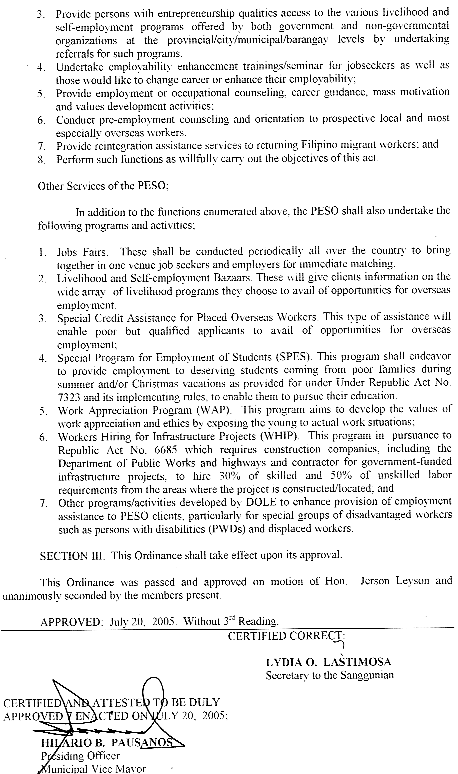 3. Provide persons with entrepreneurship qualities access to the various livelihood and
self-employment programs offered by both government and non-governmental
organizations at the provincial/city/municipal/barangay levels by undertaking
referrals for such programs.
4. Undertake employability enhancement trainings/seminar for jobseekers as well as
those would like to change career or enhance their employability;
5. Provide employment or occupational counseling, career guidance, mass motivation
and values development activities;
6. Conduct pre-employment counseling and orientation to prospective local and most
especially overseas workers.
7. Provide reintegration assistance services to returning Filipino migrant workers; and
8. Perform such functions as willfully carry out the objectives of this act.
Other Services of the PESO;
In addition to the functions enumerated above, the PESO shall also undertake the
following programs and activities;
1. Jobs Fairs. These shall be conducted periodically all over the country to bring
together in one venue job seekers and employers for immediate matching.
2. Livelihood and Self-employment Bazaars. These will give clients information on the
wide array of livelihood programs they choose to avail of opportunities for overseas
employment.
3. Special Credit Assistance for Placed Overseas Workers. This type of assistance will
enable poor but qualified applicants to avail of opportunities for overseas
employment;
4. Special Program for Employment of Students (SPES). This program shall endeavor
to provide employment to deserving students coming from poor families during
summer and/or Christmas vacations as provided for under Under Republic Act No.
7323 and its implementing rules, to enable them to pursue their education.
5. Work Appreciation Program (WAP). This program aims to develop the values of
work appreciation and ethics by exposing the young to actual work situations;
6. Workers Hiring for Infrastructure Projects (WHIP). This program in pursuance to
Republic Act No. 6685 which requires construction companies, including the
Department of Public Works and highways and contractor for government-funded
infrastructure projects, to hire 30% of skilled and 50% of unskilled labor
requirements from the areas where the project is constructed/located; and
7. Other programs/activities developed by DOLE to enhance provision of employment
assistance to PESO clients, particularly for special groups of disadvantaged workers
such as persons with disabilities (PWDs) and displaced workers.
SECTION III. This Ordinance shall take effect upon its approval.
This Ordinance was passed and approved on motion of Hon. Jerson Leyson and
unanimously seconded by the members present.
APPROVED: July 20, 2005. Without 3rd Reading.
CERTIFIED CORRECT:
LYDIA O. LASTIMOSA
Secretary to the Sanggunian
CERTIFIED AND ATTESTED TO BE DULY
APPROVED / ENACTED ON JULY 20, 2005:
HILARIO B. PAUSANOS
Presiding Officer
Municipal Vice Mayor